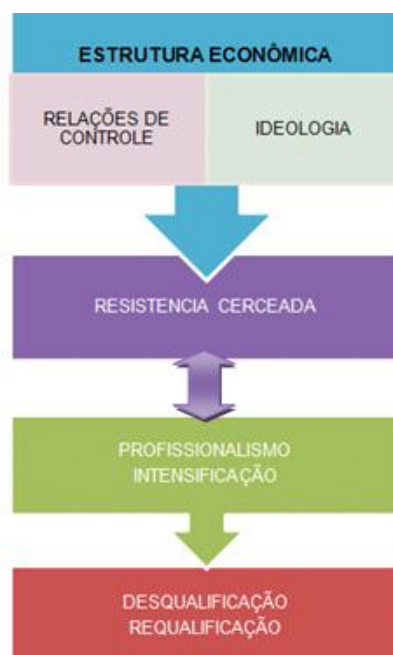 ESTRUTURA ECONÔMICA
RELAÇÕES DE
CONTROLE
IDEOLOGIA
RESISTENCIA CERCEADA
PROFISSIONALISMO
INTENSIFICAÇÃO
DESQUALIFICAÇÃO
REQUALIFICAÇÃO